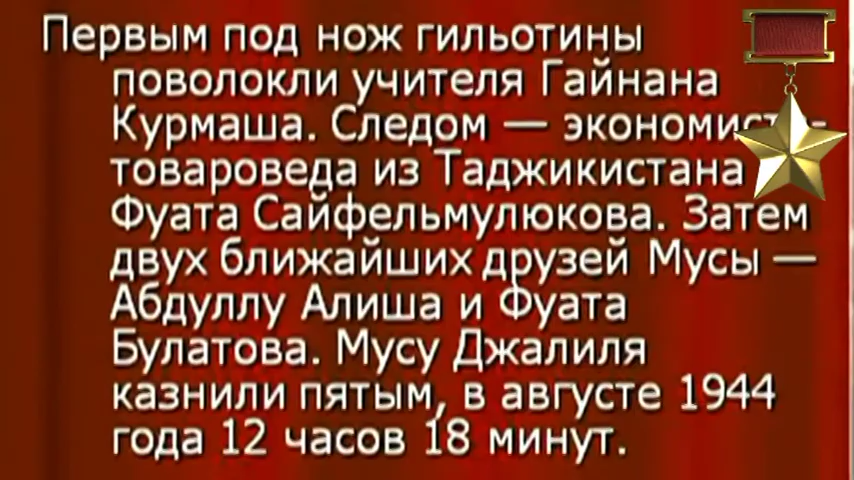 Первым под нож гильотины
поволокли учителя Гайнана
Курмаша. Следом — экономиста-
товароведа из Таджикистана
Фуата Сайфельмулюкова. Затем
двух ближайших друзей Мусы —
Абдуллу Алиша и Фуата
Булатова. Мусу Джалиля
казнили пятым, в августе 1944
года 12 часов 18 минут.